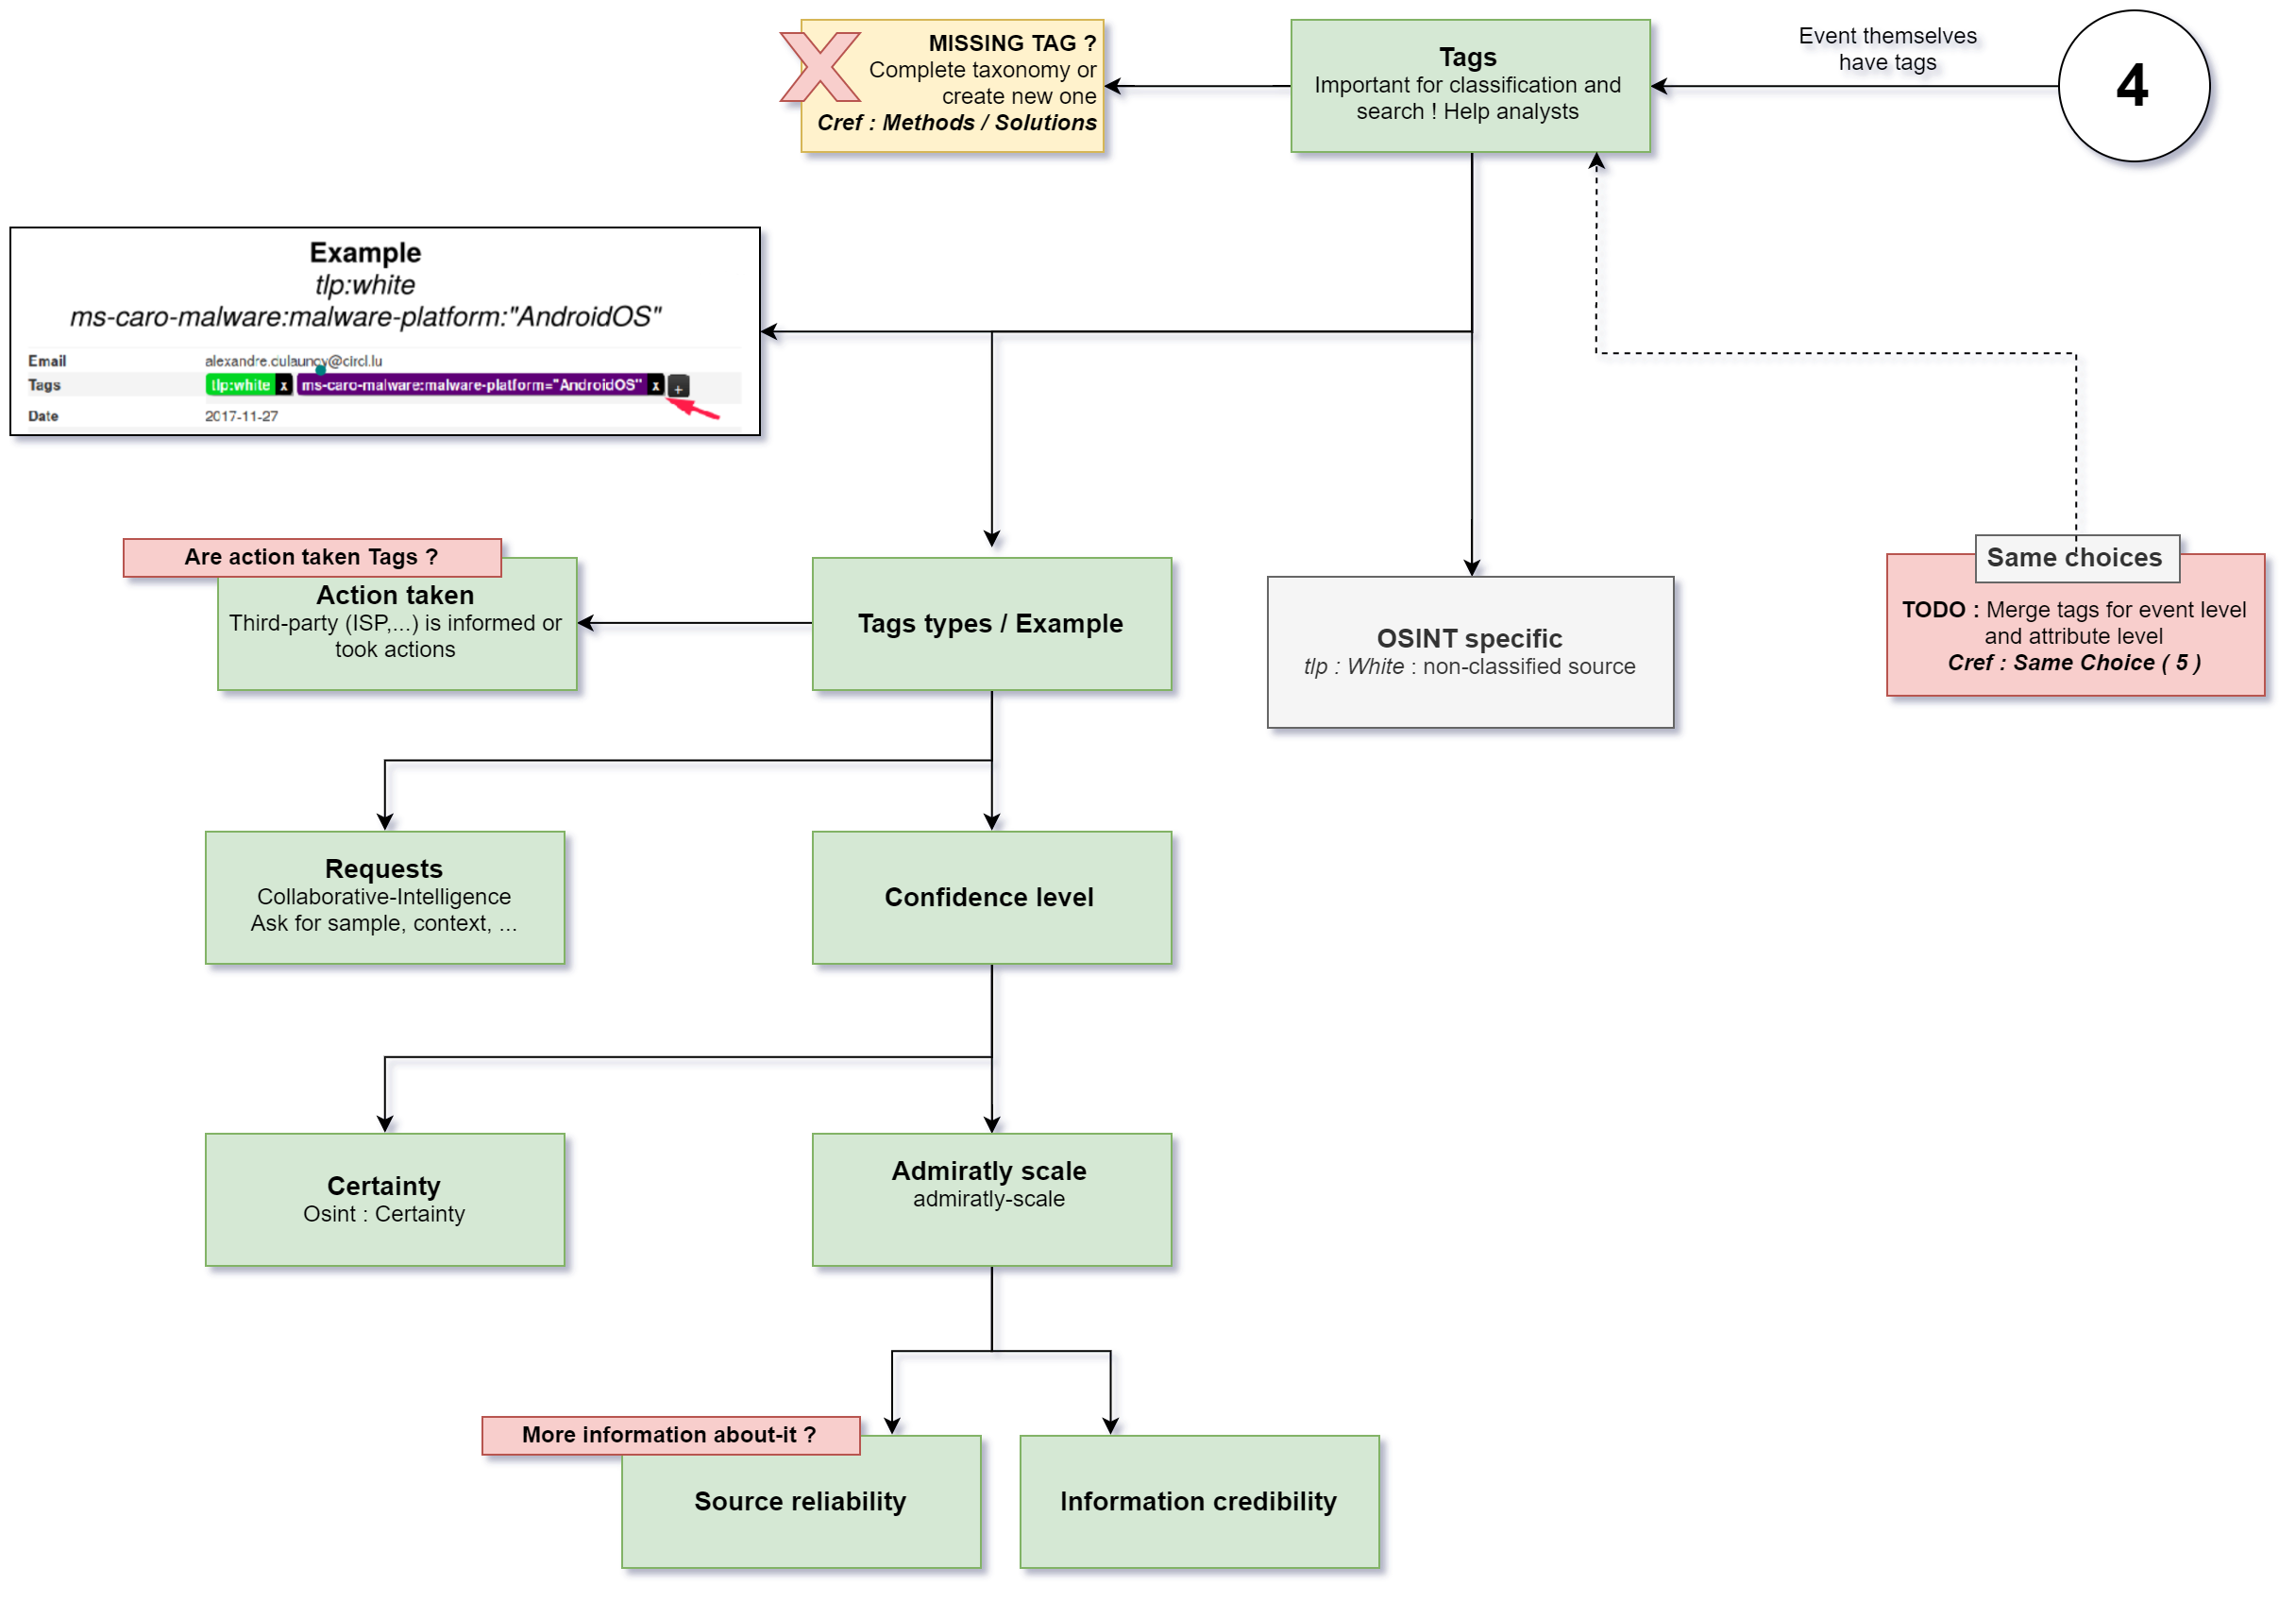 MISSING TAG ?
Complete taxonomy or
create new one
Cref : Methods / Solutions
Tags
Important for classification and
search ! Help analysts
Event themselves
have tags
4
Example
tlp:white
ms-caro-malware:malware-platform:"AndroidOS"
Email alexandre.dulaunoy@circl.lu
Tags tlp:white x ms-caro-malware:malware-platform="AndroidOS" x +
Date 2017-11-27
Are action taken Tags ?
Action taken
Third-party (ISP,...) is informed or
took actions
Tags types / Example
OSINT specific
tlp : White : non-classified source
Same choices
TODO : Merge tags for event level
and attribute level
Cref : Same Choice ( 5 )
Requests
Collaborative-Intelligence
Ask for sample, context, ...
Confidence level
Certainty
Osint : Certainty
Admiratly scale
admiratly-scale
More information about-it ?
Source reliability
Information credibility